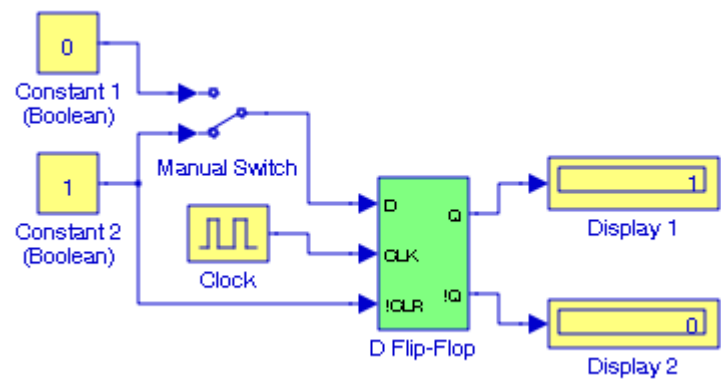 0
Constant 1
(Boolean)
Manual Switch
1
Constant 2
(Boolean)
Clock
D
CLK
!CLR
Q
!Q
D Flip-Flop
1
Display 1
0
Display 2